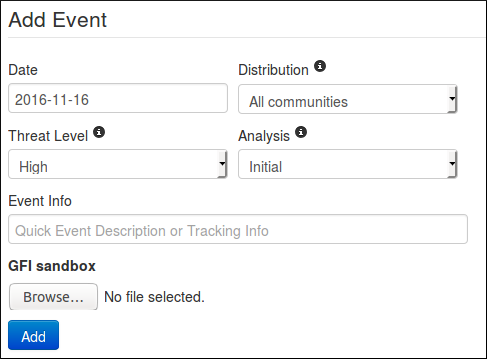 Add Event
Date Distribution
2016-11-16 All communities
Threat Level Analysis
High Initial
Event Info
Quick Event Description or Tracking Info
GFI sandbox
Browse... No file selected.
Add